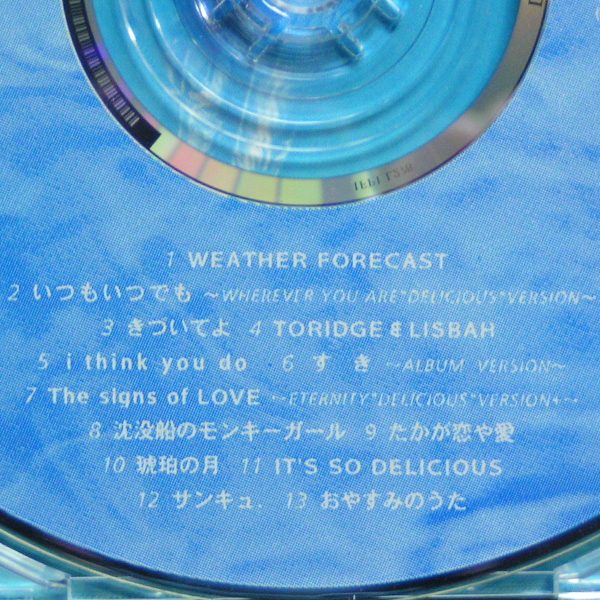 1 WEATHER FORECAST
2 いつもいつでも 〜WHEREVER YOU ARE"DELICIOUS"VERSION〜
3 きづいてよ 4 TORIDGE & LISBAH
5 i think you do 6 すき 〜ALBUM VERSION〜
7 The signs of LOVE 〜ETERNITY"DELICIOUS"VERSION+〜
8 沈没船のモンキーガール 9 たかが恋や愛
10 琥珀の月 11 IT'S SO DELICIOUS
12 サンキュ. 13 おやすみのうた